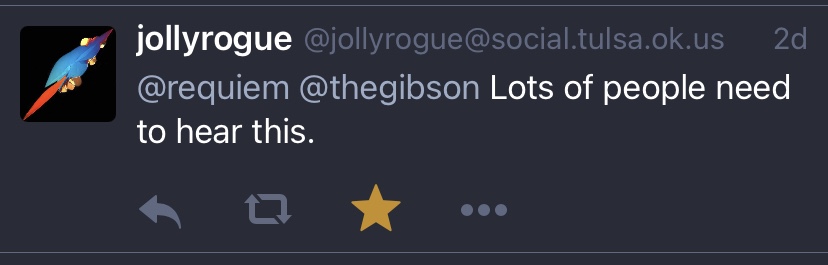 jollyrogue @jollyrogue@social.tulsa.ok.us 2d
@requiem @thegibson Lots of people need
to hear this.